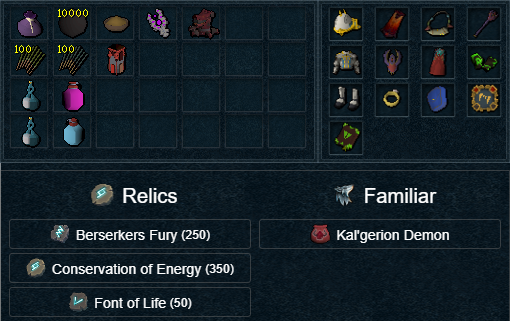 10000
100 100
Relics
Familiar
Berserkers Fury (250)
Kal'gerion Demon
Conservation of Energy (350)
Font of Life (50)